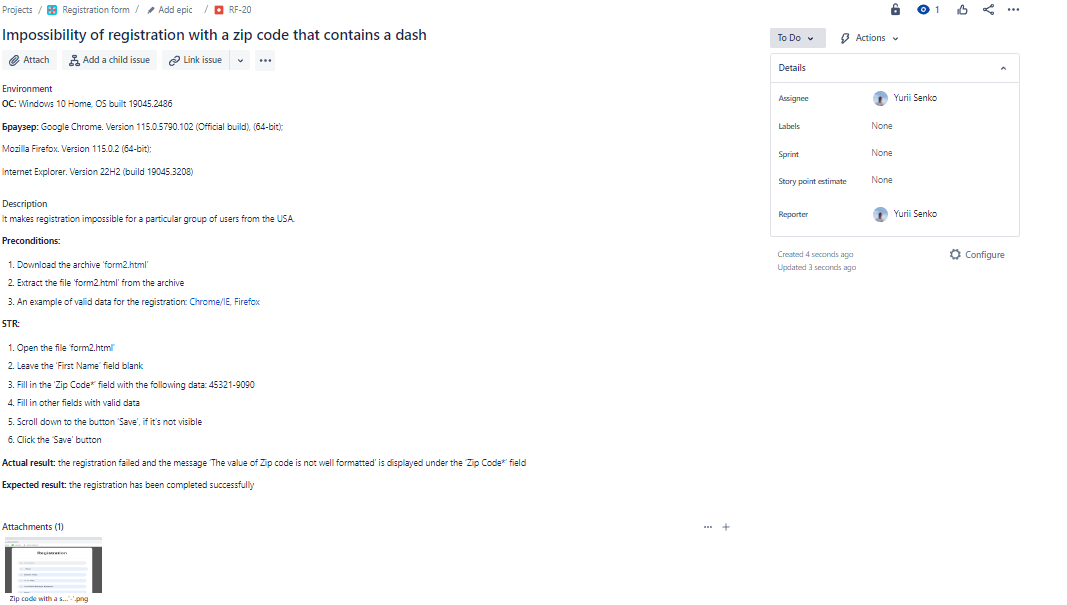 Projects / Registration form / Add epic / RF-20
1
Impossibility of registration with a zip code that contains a dash
To Do
Actions
Attach
Add a child issue
Link issue
Details
Environment
Assignee
Yurii Senko
ОС: Windows 10 Home, OS built 19045.2486
Браузер: Google Chrome. Version 115.0.5790.102 (Official build), (64-bit);
Labels
None
Mozilla Firefox. Version 115.0.2 (64-bit);
Sprint
None
Internet Explorer. Version 22H2 (build 19045.3208)
Story point estimate
None
Description
It makes registration impossible for a particular group of users from the USA.
Reporter
Yurii Senko
Preconditions:
Created 4 seconds ago
Configure
Updated 3 seconds ago
1. Download the archive 'form2.html'
2. Extract the file 'form2.html' from the archive
3. An example of valid data for the registration: Chrome/IE, Firefox
STR:
1. Open the file 'form2.html'
2. Leave the 'First Name' field blank
3. Fill in the 'Zip Code*' field with the following data: 45321-9090
4. Fill in other fields with valid data
5. Scroll down to the button 'Save', if it's not visible
6. Click the 'Save' button
Actual result: the registration failed and the message 'The value of Zip code is not well formatted' is displayed under the 'Zip Code*' field
Expected result: the registration has been completed successfully
Attachments (1)
Registration
Zip code with a s...'-'.png